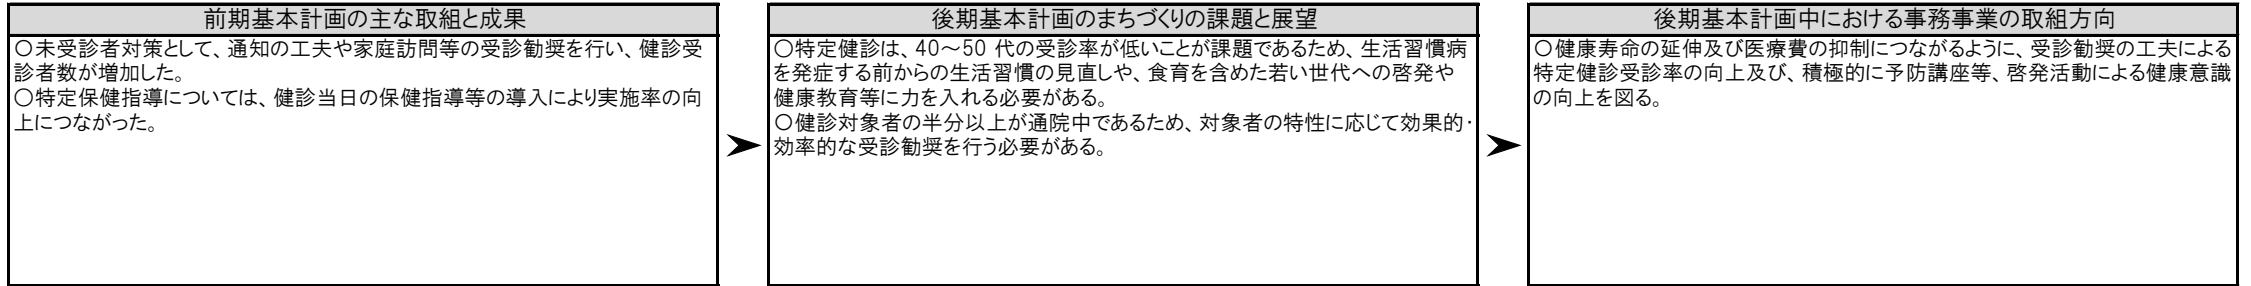 前期基本計画の主な取組と成果
〇未受診者対策として、通知の工夫や家庭訪問等の受診勧奨を行い、健診受
診者数が増加した。
〇特定保健指導については、健診当日の保健指導等の導入により実施率の向
上につながった。
後期基本計画のまちづくりの課題と展望
〇特定健診は、40～50 代の受診率が低いことが課題であるため、生活習慣病
を発症する前からの生活習慣の見直しや、食育を含めた若い世代への啓発や
健康教育等に力を入れる必要がある。
〇健診対象者の半分以上が通院中であるため、対象者の特性に応じて効果的・
効率的な受診勧奨を行う必要がある。
後期基本計画中における事務事業の取組方向
〇健康寿命の延伸及び医療費の抑制につながるように、受診勧奨の工夫による
特定健診受診率の向上及び、積極的に予防講座等、啓発活動による健康意識
の向上を図る。